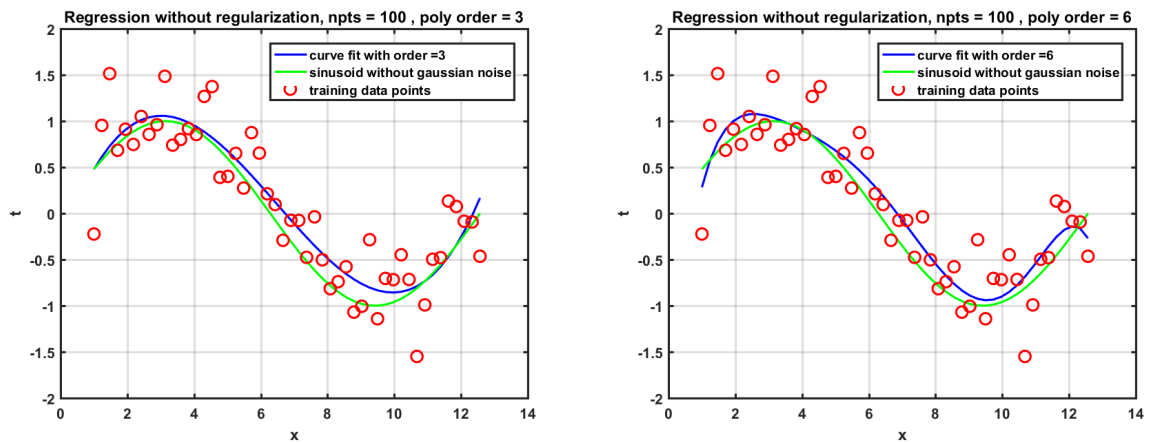 Regression without regularization, npts = 100 , poly order = 3
2
1.5
1
0.5
0
-0.5
-1
-1.5
-2
t
curve fit with order =3
sinusoid without gaussian noise
training data points
0 2 4 6 8 10 12 14
x
Regression without regularization, npts = 100 , poly order = 6
2
1.5
1
0.5
0
-0.5
-1
-1.5
-2
t
curve fit with order =6
sinusoid without gaussian noise
training data points
0 2 4 6 8 10 12 14
x